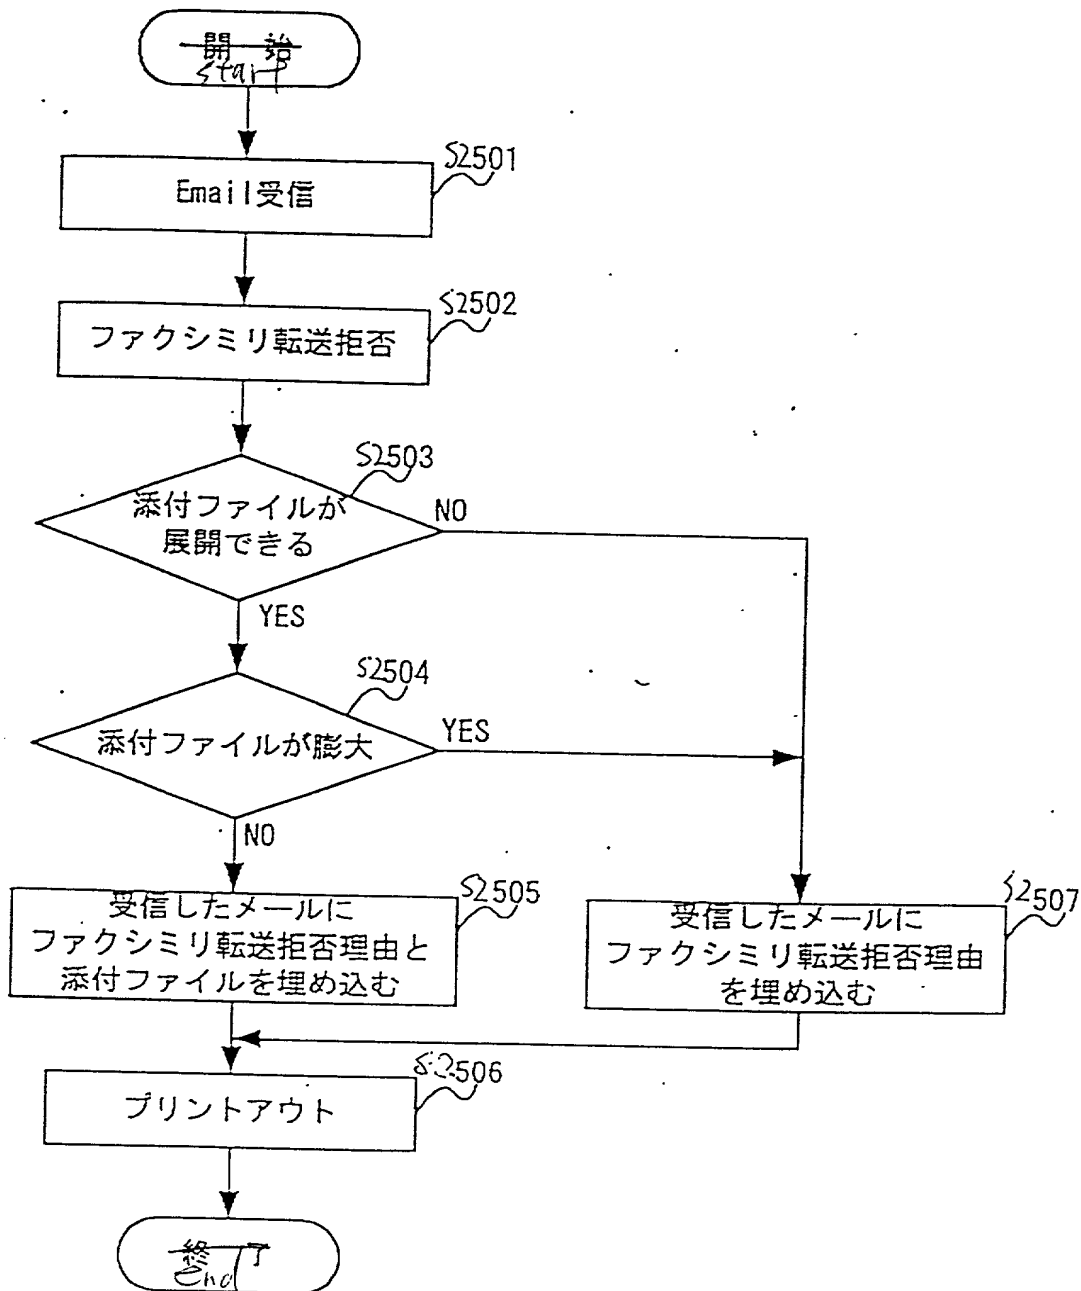 開 始
start
S2501
Email受信
S2502
ファクシミリ転送拒否
S2503
添付ファイルが
展開できる
NO
YES
S2504
添付ファイルが膨大
YES
NO
S2505
受信したメールに
ファクシミリ転送拒否理由と
添付ファイルを埋め込む
S2507
受信したメールに
ファクシミリ転送拒否理由
を埋め込む
S2506
プリントアウト
終 了
end